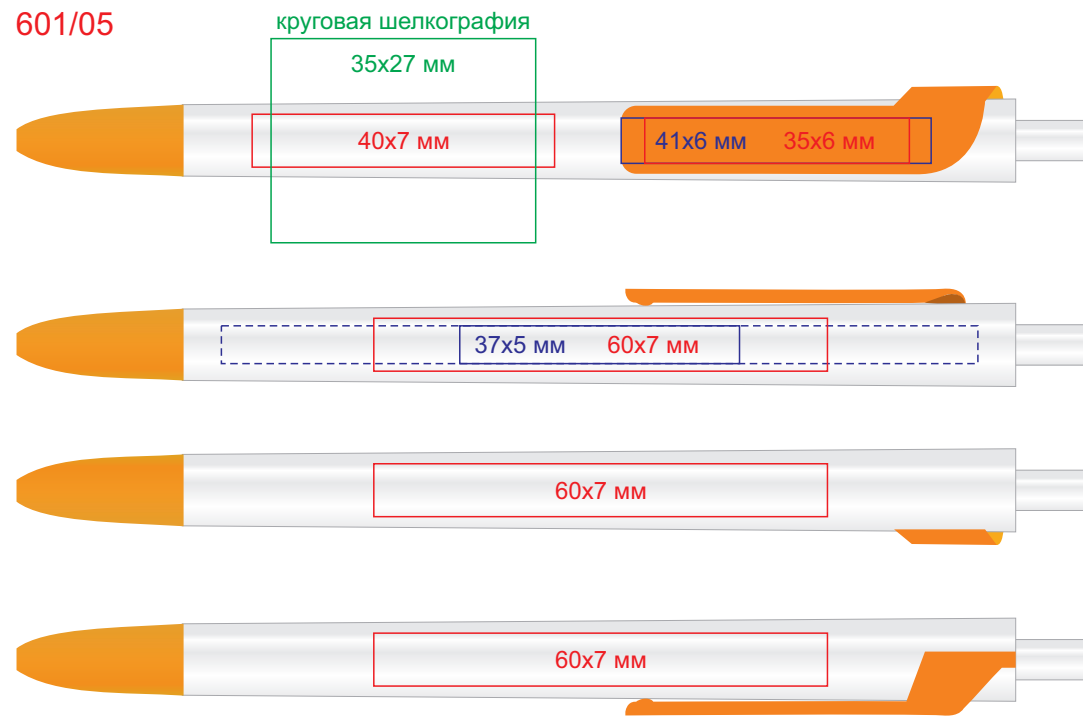 601/05
круговая шелкография
35x27 мм
40x7 мм
41x6 мм 35x6 мм
37x5 мм 60x7 мм
60x7 мм
60x7 мм